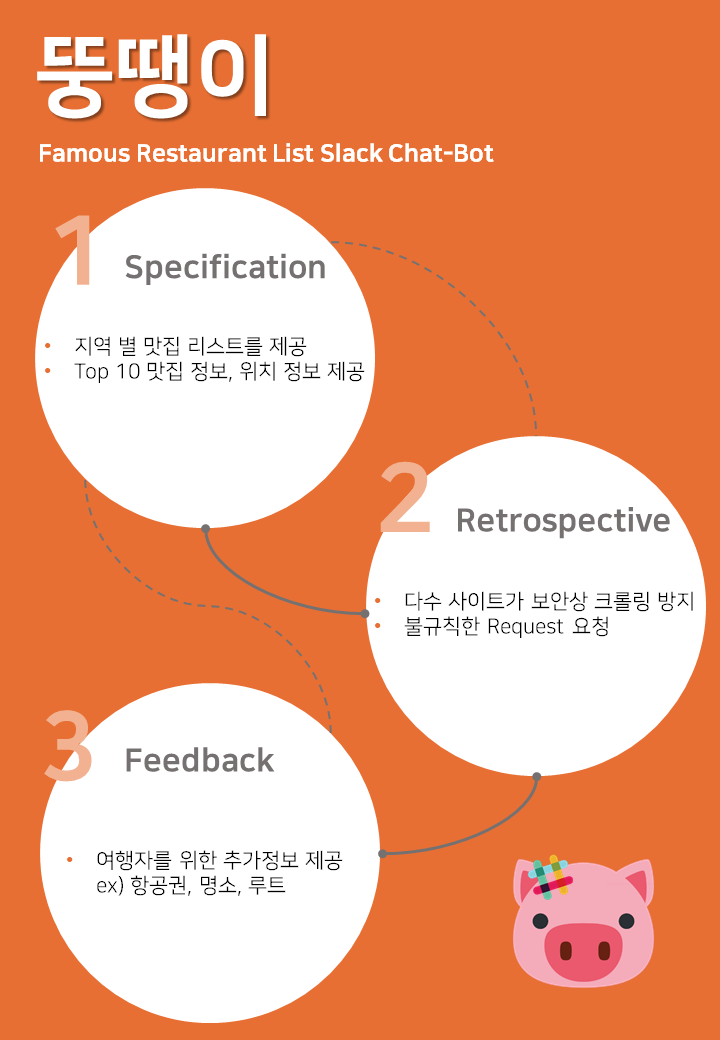 뚱땡이
Famous Restaurant List Slack Chat-Bot
1
Specification
• 지역 별 맛집 리스트를 제공
• Top 10 맛집 정보, 위치 정보 제공
2
Retrospective
• 다수 사이트가 보안상 크롤링 방지
• 불규칙한 Request 요청
3
Feedback
• 여행자를 위한 추가정보 제공
ex) 항공권, 명소, 루트